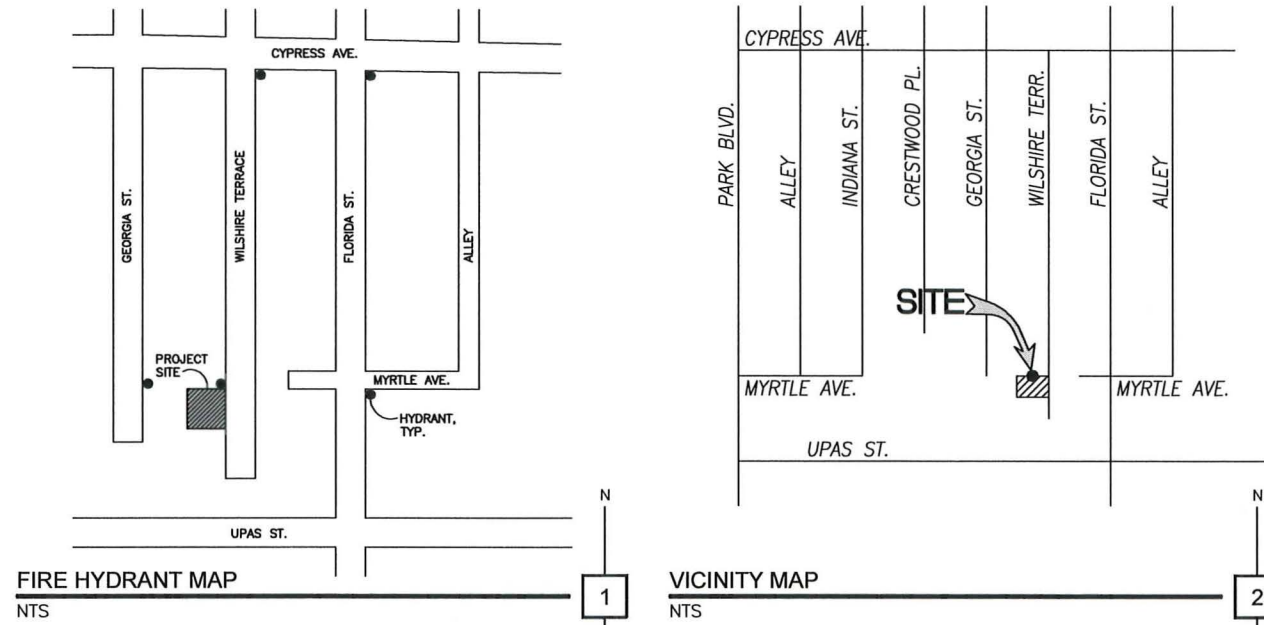 CYPRESS AVE.
GEORGIA ST.
WILSHIRE TERRACE
FLORIDA ST.
ALLEY
PROJECT
SITE
MYRTLE AVE.
HYDRANT,
TYP.
UPAS ST.
N
FIRE HYDRANT MAP
NTS
1
CYPRESS AVE.
PARK BLVD.
ALLEY
INDIANA ST.
CRESTWOOD PL.
GEORGIA ST.
WILSHIRE TERR.
FLORIDA ST.
ALLEY
SITE
MYRTLE AVE.
MYRTLE AVE.
UPAS ST.
N
VICINITY MAP
NTS
2